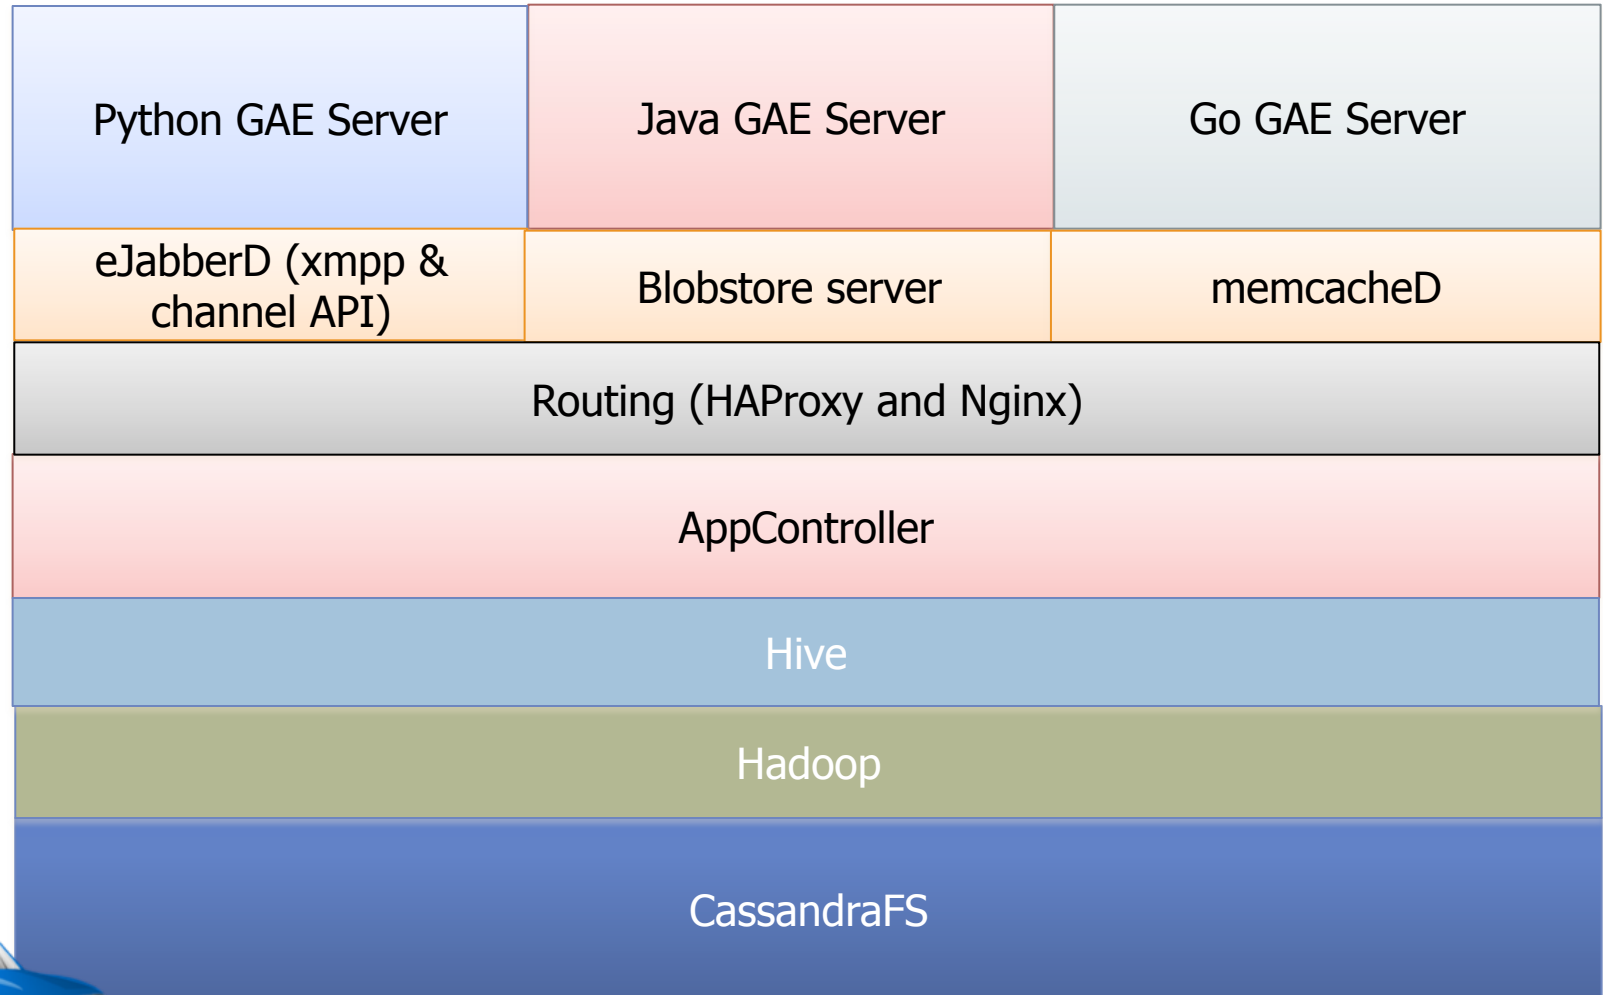 Python GAE Server
Java GAE Server
Go GAE Server
eJabberD (xmpp &
channel API)
Blobstore server
memcacheD
Routing (HAProxy and Nginx)
AppController
Hive
Hadoop
CassandraFS